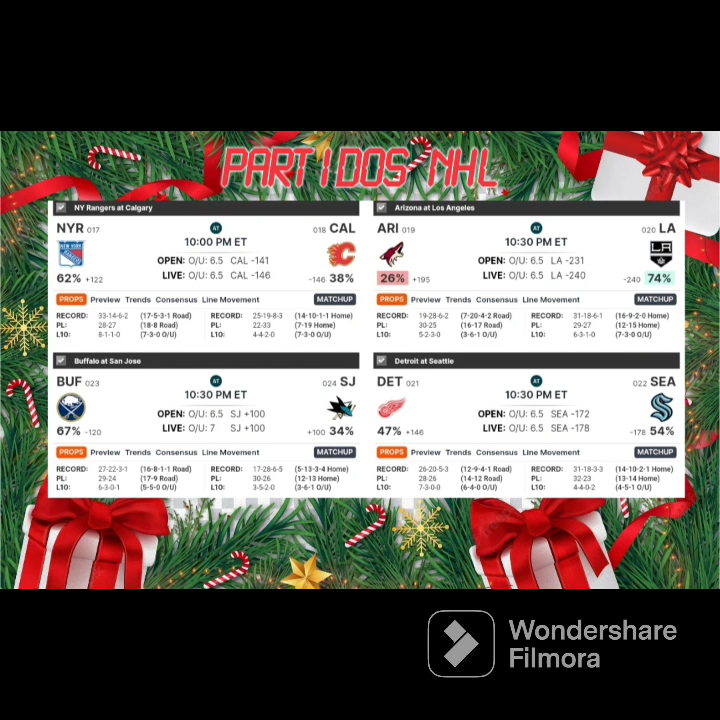 PARTIDOS NHL
NY Rangers at Calgary
NYR 017 AT 018 CAL
10:00 PM ET
OPEN: O/U: 6.5 CAL -141
LIVE: O/U: 6.5 CAL -146
NEW YORK
62% +122 -146 38%
PROPS Preview Trends Consensus Line Movement MATCHUP
RECORD: 33-14-6-2 (17-5-3-1 Road) RECORD: 25-19-8-3 (14-10-1-1 Home)
PL: 28-27 (18-8 Road) PL: 22-33 (7-19 Home)
L10: 8-1-1-0 (7-3-0 O/U) L10: 4-4-2-0 (7-3-0 O/U)
Arizona at Los Angeles
ARI 019 AT 020 LA
10:30 PM ET
OPEN: O/U: 6.5 LA -231
LIVE: O/U: 6.5 LA -240
LA
26% +195 -240 74%
PROPS Preview Trends Consensus Line Movement MATCHUP
RECORD: 19-28-6-2 (7-20-4-2 Road) RECORD: 31-18-6-1 (16-9-2-0 Home)
PL: 30-25 (16-17 Road) PL: 29-27 (12-15 Home)
L10: 5-2-3-0 (3-6-1 O/U) L10: 6-3-1-0 (7-3-0 O/U)
Buffalo at San Jose
BUF 023 AT 024 SJ
10:30 PM ET
OPEN: O/U: 6.5 SJ +100
LIVE: O/U: 7 SJ +100
67% -120 +100 34%
PROPS Preview Trends Consensus Line Movement MATCHUP
RECORD: 27-22-3-1 (16-8-1-1 Road) RECORD: 17-28-6-5 (5-13-3-4 Home)
PL: 29-24 (17-9 Road) PL: 30-26 (12-13 Home)
L10: 6-3-0-1 (5-5-0 O/U) L10: 3-5-2-0 (3-6-1 O/U)
Detroit at Seattle
DET 021 AT 022 SEA
10:30 PM ET
OPEN: O/U: 6.5 SEA -172
LIVE: O/U: 6.5 SEA -178
47% +146 -178 54%
PROPS Preview Trends Consensus Line Movement MATCHUP
RECORD: 26-20-5-3 (12-9-4-1 Road) RECORD: 31-18-3-3 (14-10-2-1 Home)
PL: 28-26 (14-12 Road) PL: 32-23 (13-14 Home)
L10: 7-3-0-0 (6-4-0 O/U) L10: 4-4-0-2 (4-5-1 O/U)
Wondershare
Filmora